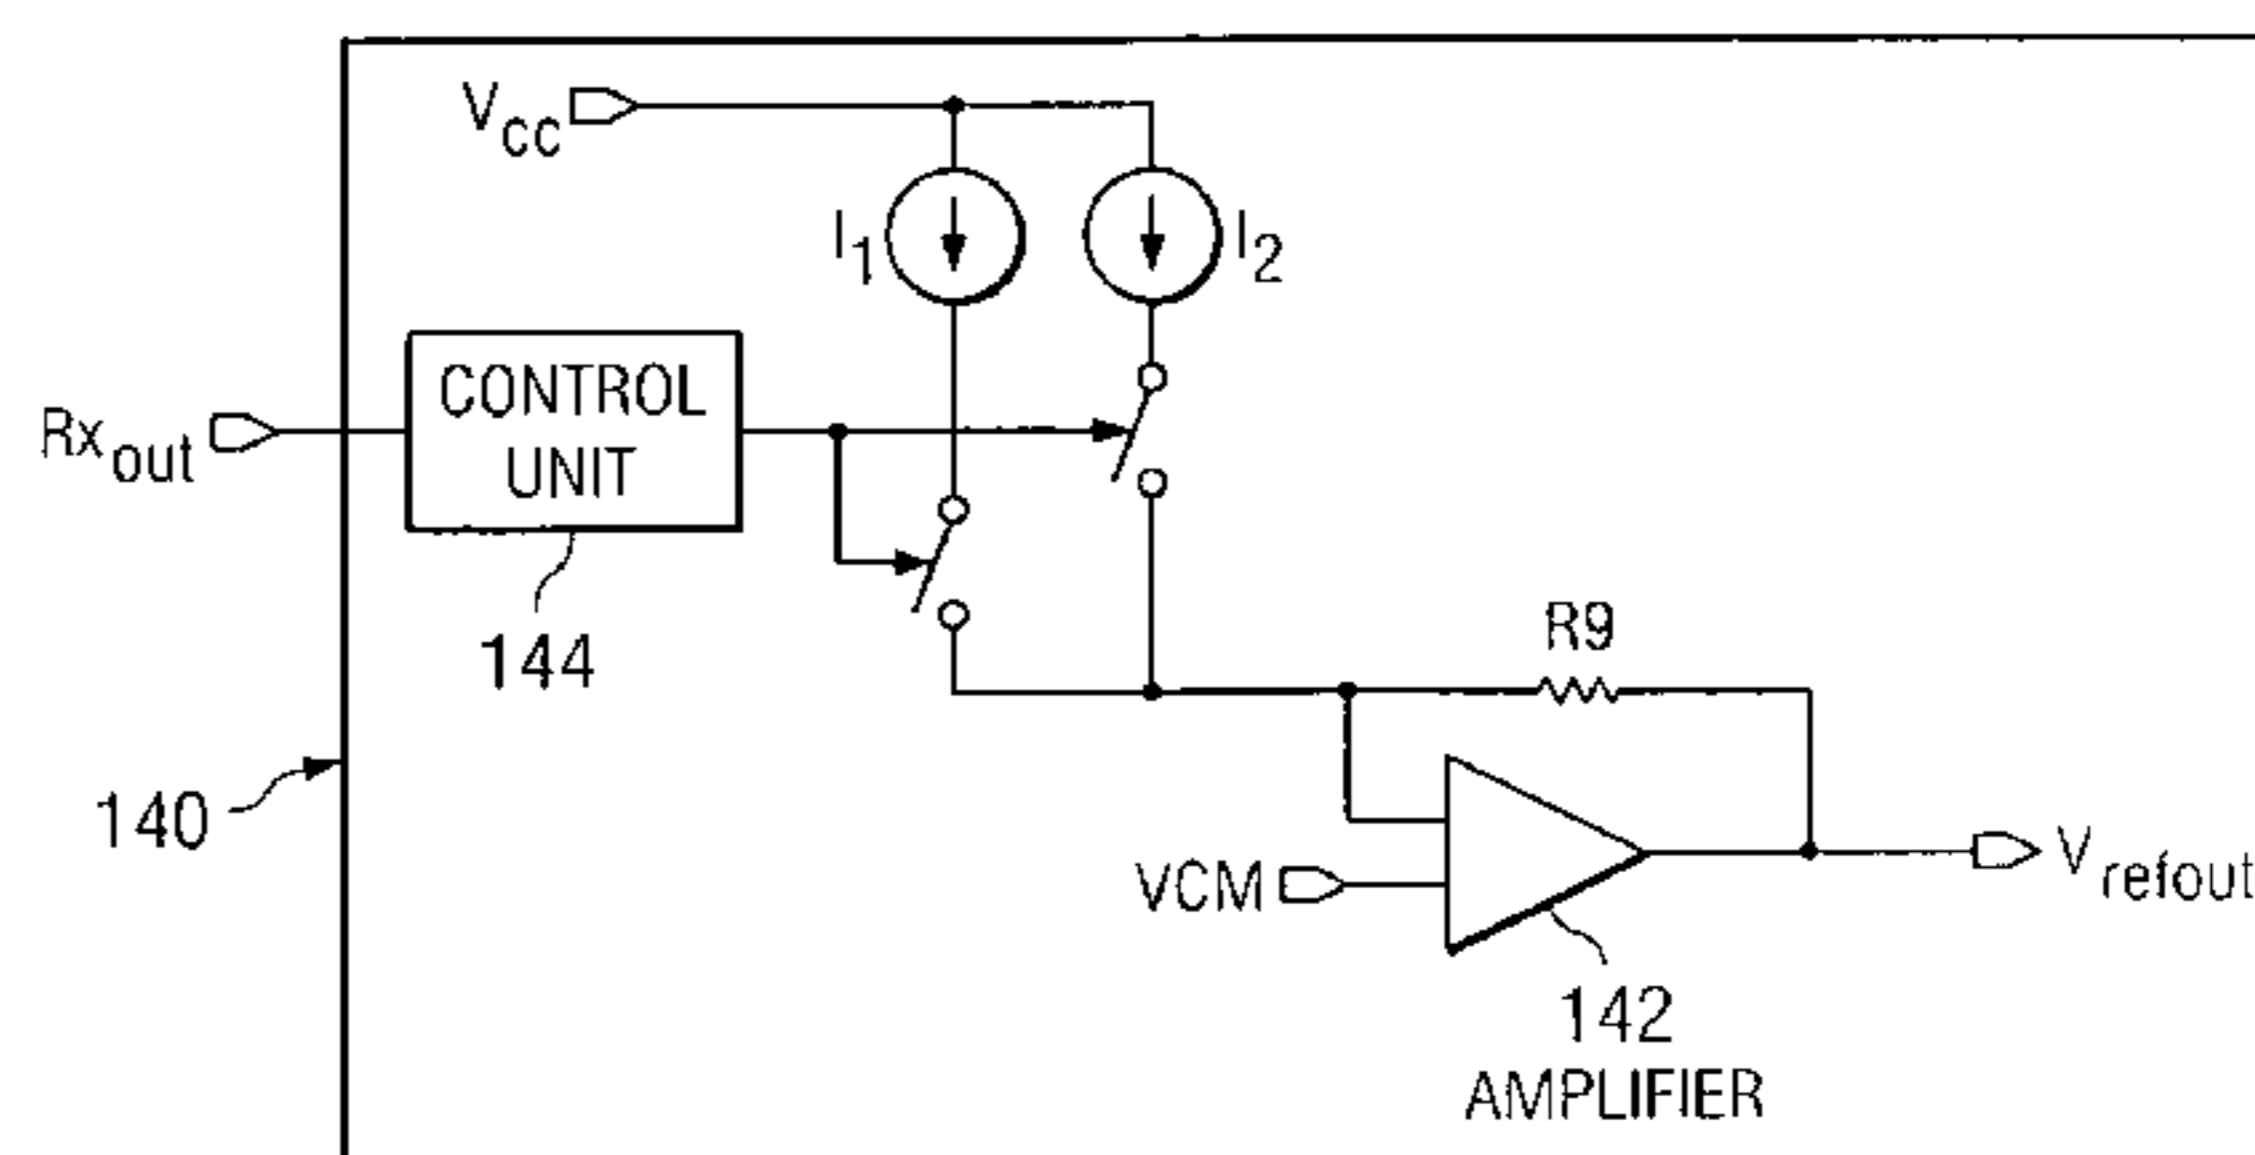 Vcc
I1
I2
Rxout
CONTROL
UNIT
144
R9
140
VCM
Vrefout
142
AMPLIFIER